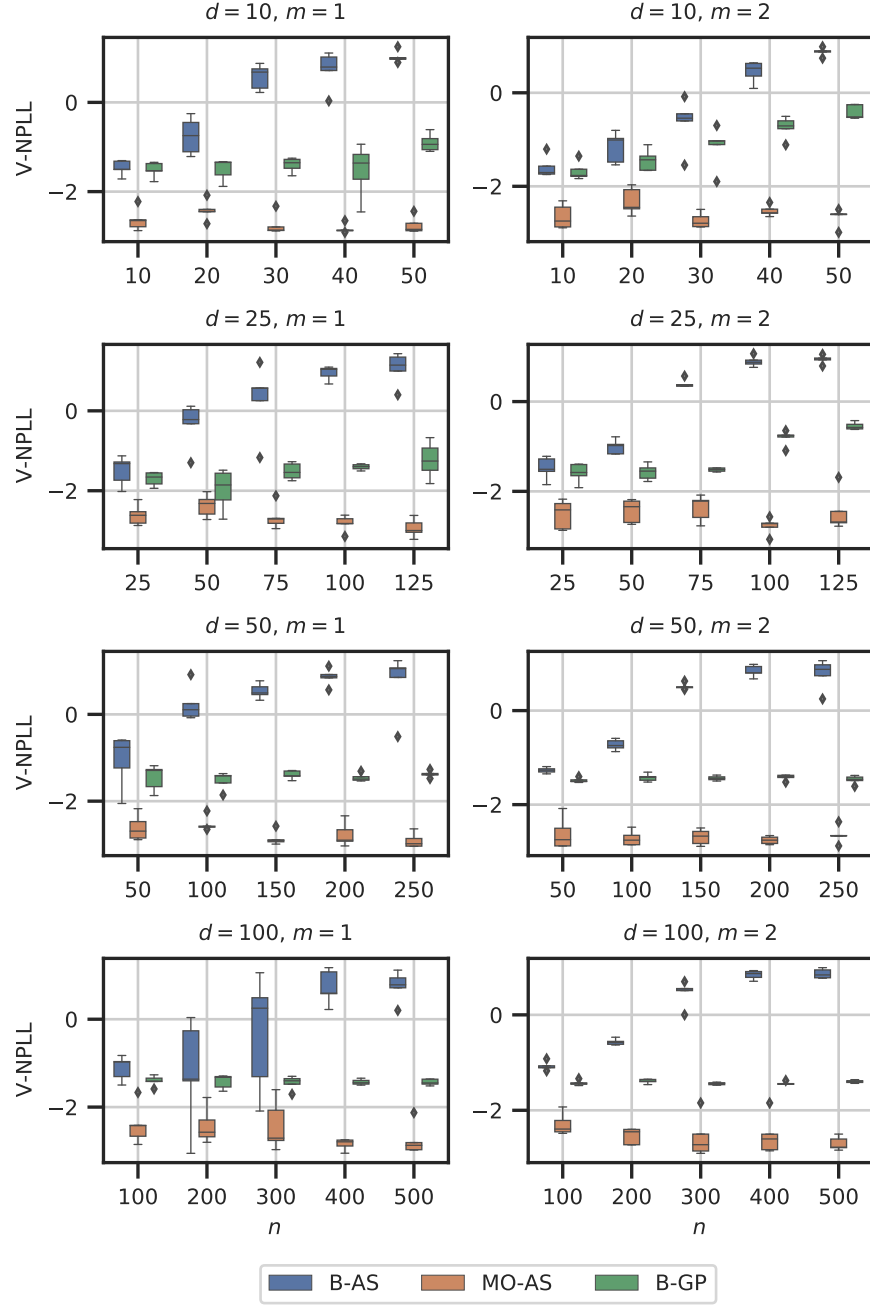 d = 10, m = 1
d = 10, m = 2
V-NPLL
0
−2
10 20 30 40 50
0
−2
10 20 30 40 50
d = 25, m = 1
d = 25, m = 2
V-NPLL
0
−2
25 50 75 100 125
0
−2
25 50 75 100 125
d = 50, m = 1
d = 50, m = 2
V-NPLL
0
−2
50 100 150 200 250
0
−2
50 100 150 200 250
d = 100, m = 1
d = 100, m = 2
V-NPLL
0
−2
100 200 300 400 500
n
0
−2
100 200 300 400 500
n
B-AS MO-AS B-GP